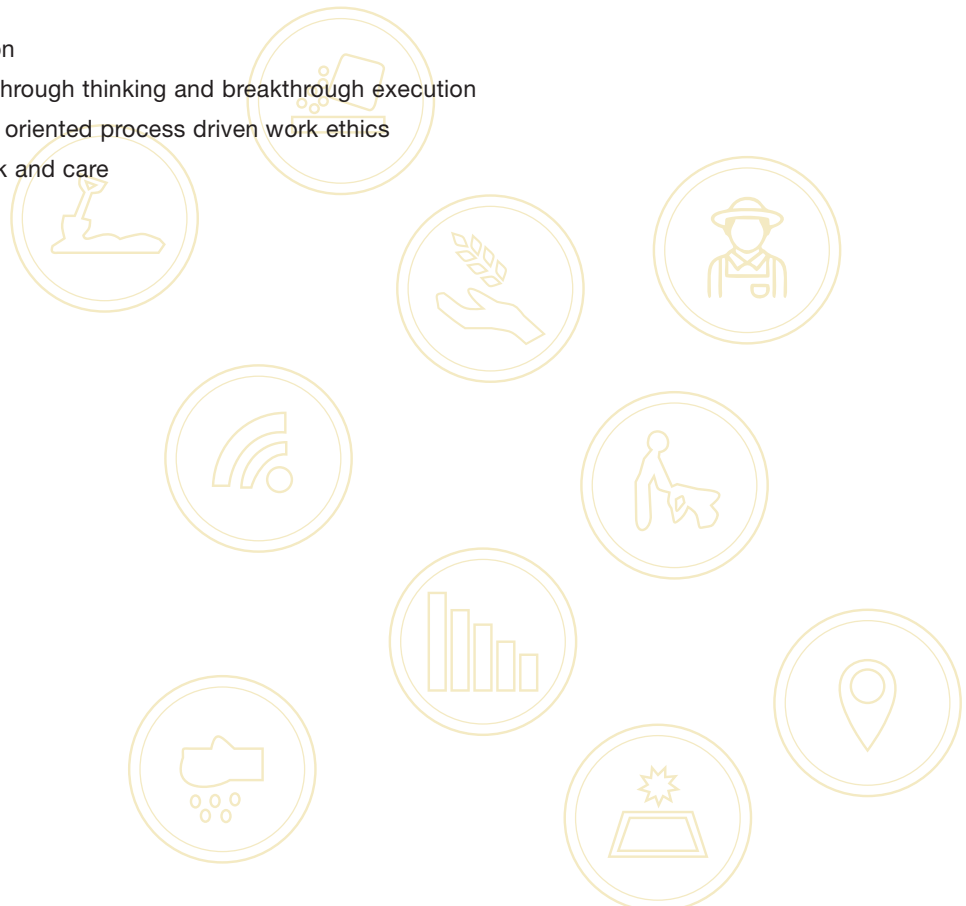 on
hrough thinking and breakthrough execution
oriented process driven work ethics
k and care